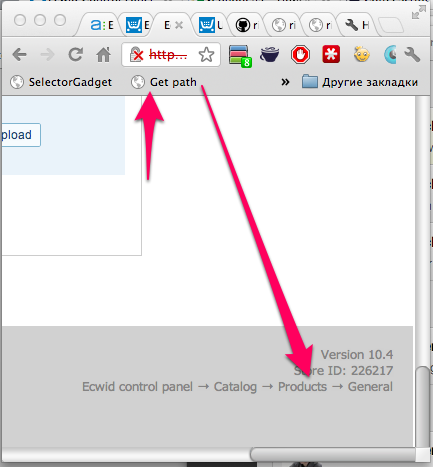 E
E
E
U
ri
ri
H
http...
8
SelectorGadget
Get path
»
Другие закладки
pload
Version 10.4
Store ID: 226217
Ecwid control panel → Catalog → Products → General